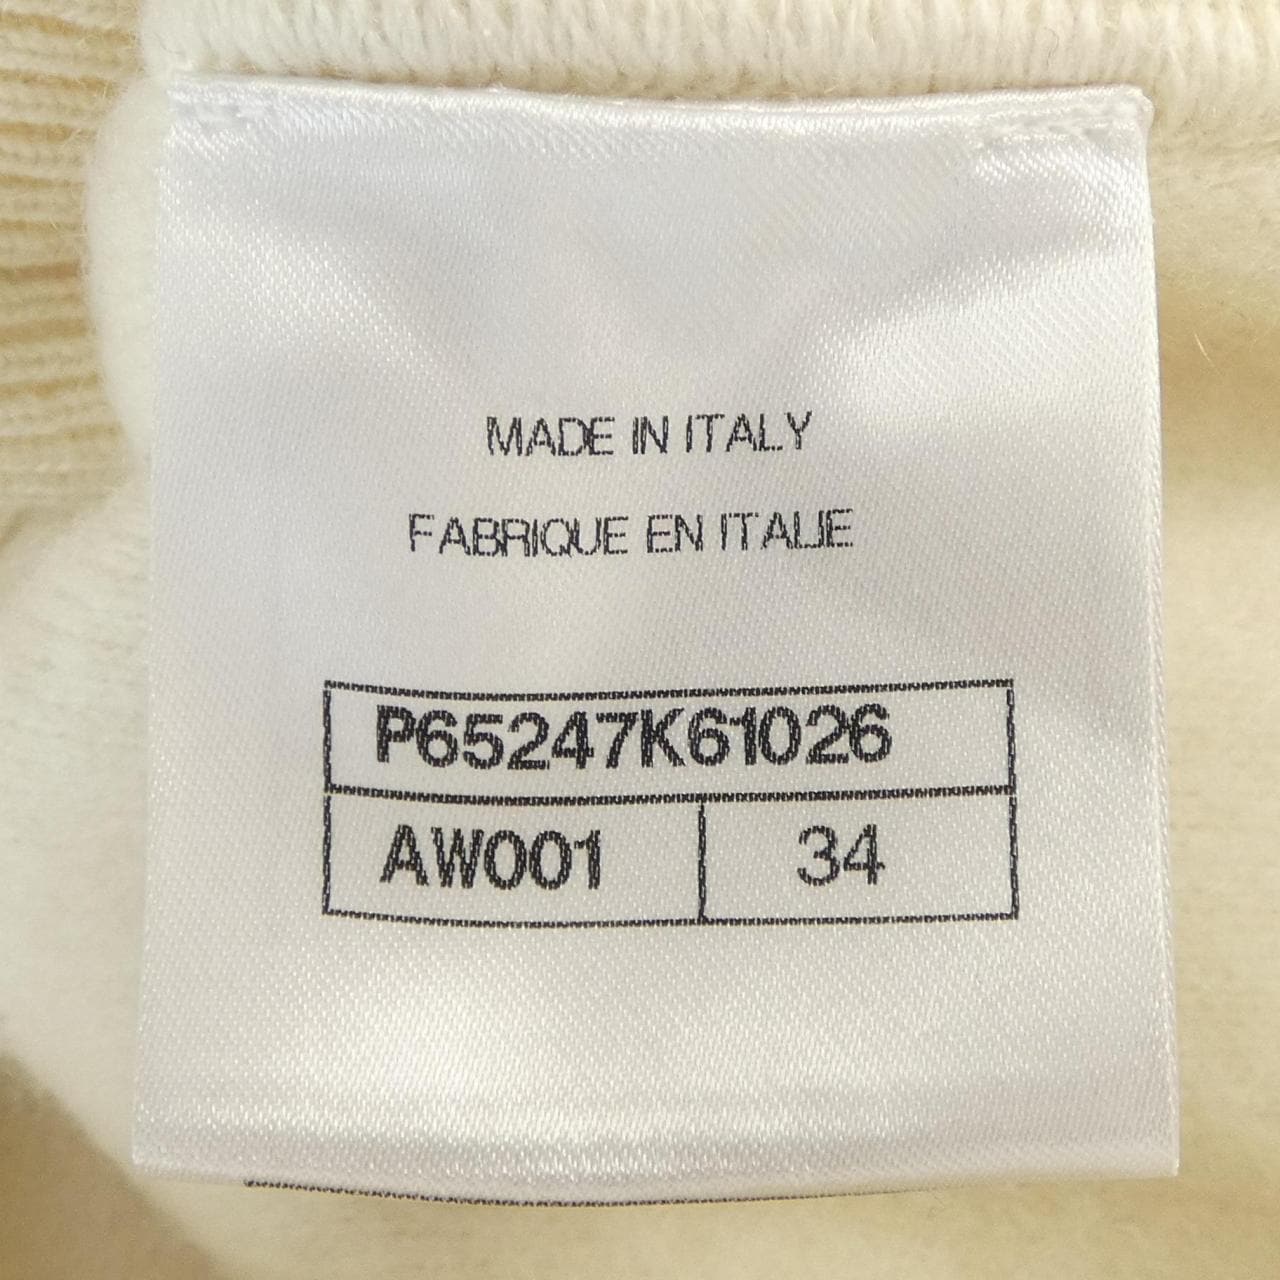 MADE IN ITALY
FABRIQUE EN ITALIE
P65247K61026
AW001 34